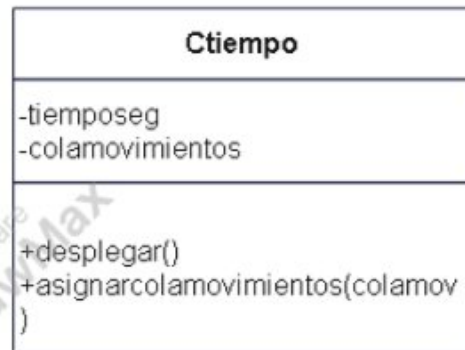 Ctiempo
-tiemposeg
-colamovimientos
+desplegar()
+asignarcolamovimientos(colamov
)